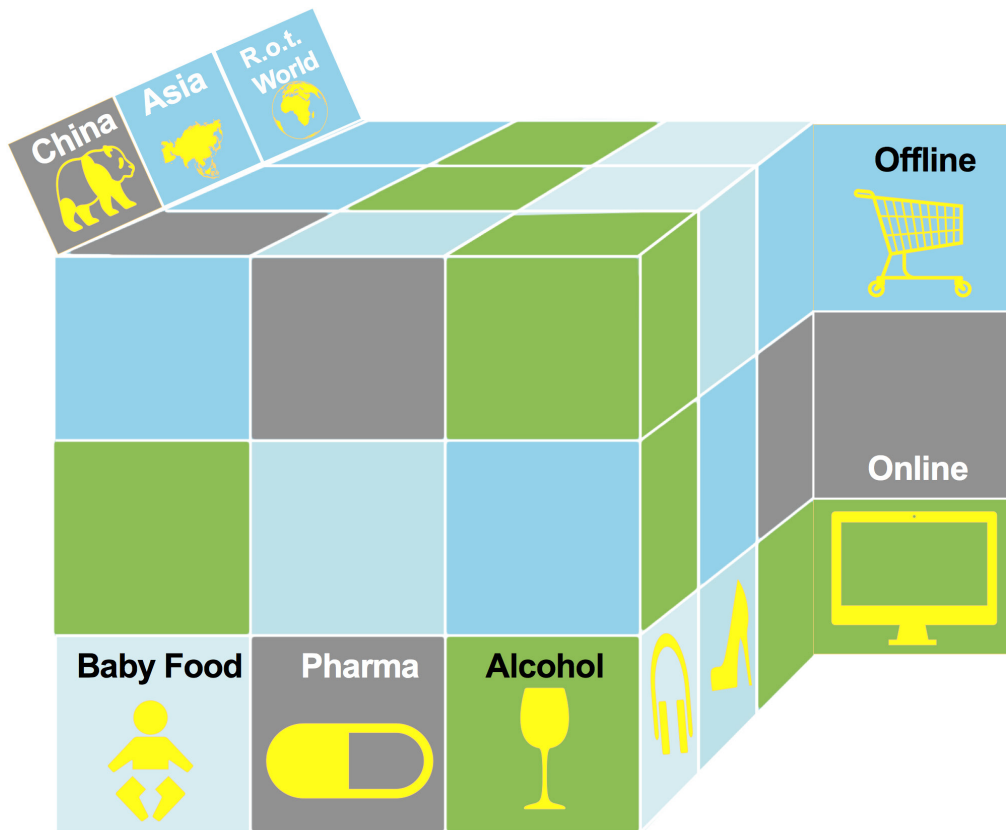 China
Asia
R.o.t.
World
Offline
Online
Baby Food
Pharma
Alcohol